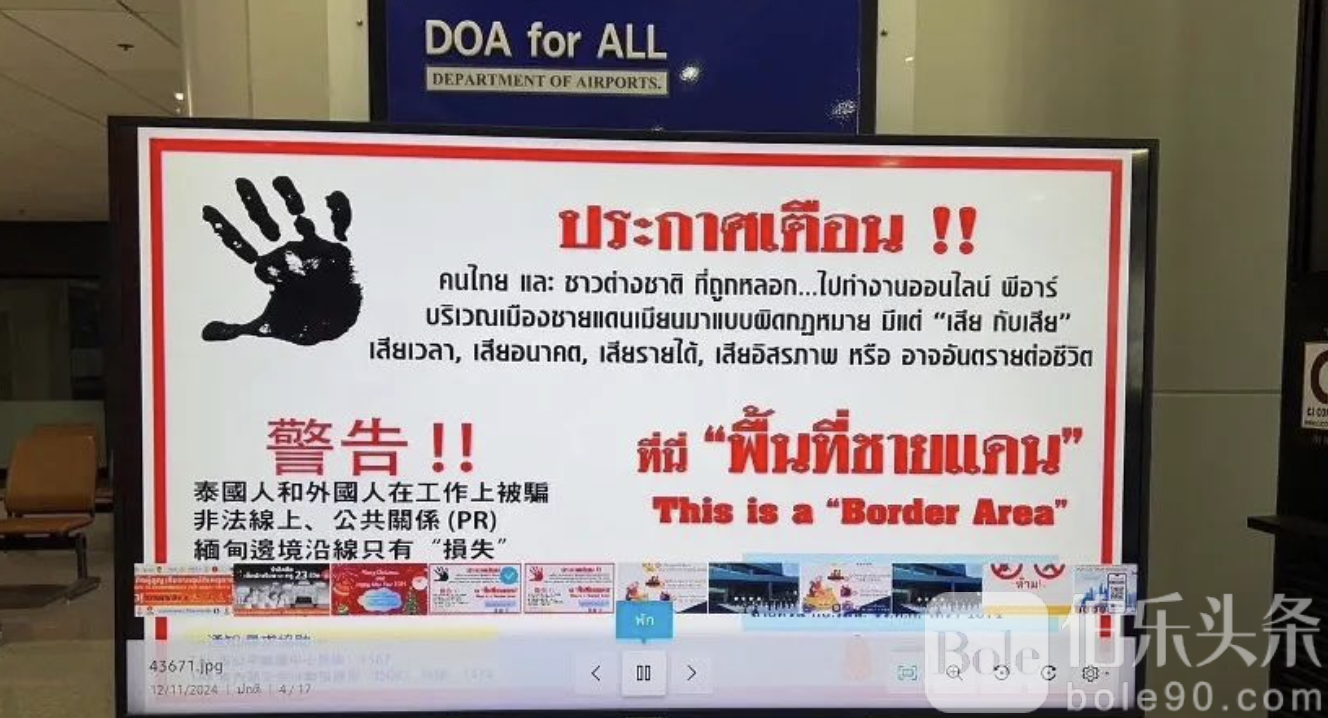 DOA for ALL
DEPARTMENT OF AIRPORTS.
ประกาศเตือน !!
คนไทย และ ชาวต่างชาติ ที่ถูกหลอก...ไปทำงานออนไลน์ พีอาร์
บริเวณเมืองชายแดนเมียนมาแบบผิดกฎหมาย มีแต่ “เสีย กับเสีย”
เสียเวลา, เสียอนาคต, เสียรายได้, เสียอิสรภาพ หรือ อาจอันตรายต่อชีวิต
警告 !!
泰國人和外國人在工作上被騙
非法線上、公共關係 (PR)
緬甸邊境沿線只有“損失”
ที่นี่ “พื้นที่ชายแดน”
This is a “Border Area”
พัก
43671.jpg
12/11/2024 | ปกติ | 4 / 17
Bole
伯乐头条
bole90.com